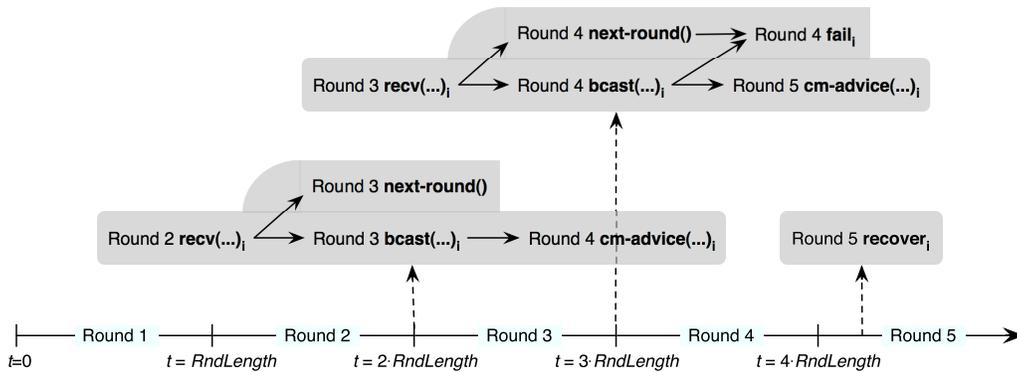 Round 4 next-round() Round 4 failᵢ
Round 3 recv(...)ᵢ Round 4 bcast(...)ᵢ Round 5 cm-advice(...)ᵢ
Round 3 next-round()
Round 2 recv(...)ᵢ Round 3 bcast(...)ᵢ Round 4 cm-advice(...)ᵢ Round 5 recoverᵢ
Round 1 Round 2 Round 3 Round 4 Round 5
t=0 t = RndLength t = 2·RndLength t = 3·RndLength t = 4·RndLength